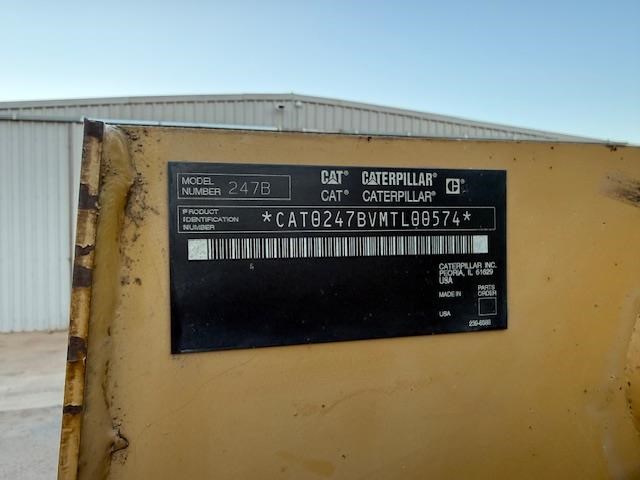 MODEL NUMBER 247B
CAT® CATERPILLAR® C
CAT® CATERPILLAR®
PRODUCT IDENTIFICATION NUMBER *CAT0247BVMTL00574*
CATERPILLAR INC.
PEORIA, IL 61629
USA
MADE IN
PARTS ORDER
USA